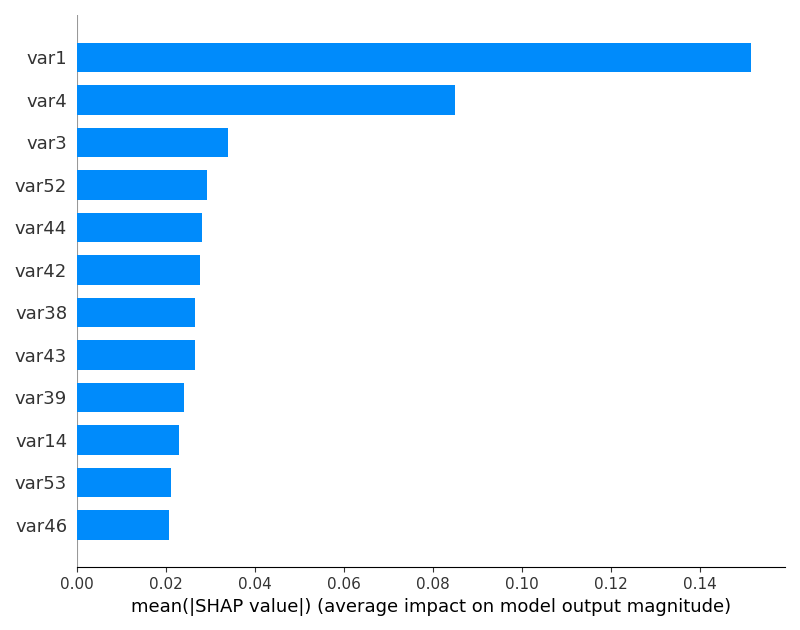 var1
var4
var3
var52
var44
var42
var38
var43
var39
var14
var53
var46
0.00 0.02 0.04 0.06 0.08 0.10 0.12 0.14
mean(|SHAP value|) (average impact on model output magnitude)